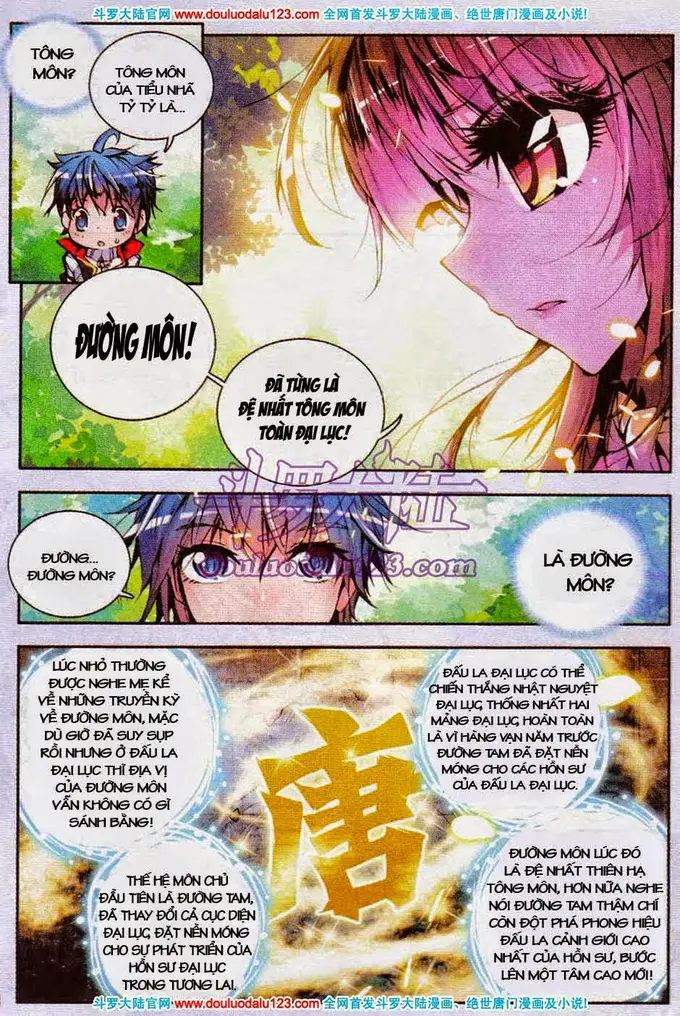 斗罗大陆官网 www.douluodalu123.com 全网首发斗罗大陆漫画、绝世唐门漫画及小说!
TÔNG
MÔN?
TÔNG MÔN
CỦA TIỂU NHÃ
TỶ TỶ LÀ...
ĐƯỜNG MÔN!
ĐÃ TỪNG LÀ
ĐỆ NHẤT TÔNG MÔN
TOÀN ĐẠI LỤC!
斗罗大陆
douluodalu123.com
ĐƯỜNG...
ĐƯỜNG MÔN?
LÀ ĐƯỜNG
MÔN?
LÚC NHỎ THƯỜNG
ĐƯỢC NGHE MẸ KỂ
VỀ NHỮNG TRUYỀN KỲ
VỀ ĐƯỜNG MÔN, MẶC
DÙ GIỜ ĐÃ SUY SỤP
RỒI NHƯNG Ở ĐẤU LA
ĐẠI LỤC THÌ ĐỊA VỊ
CỦA ĐƯỜNG MÔN
VẪN KHÔNG CÓ GÌ
SÁNH BẰNG!
ĐẤU LA ĐẠI LỤC CÓ THỂ
CHIẾN THẮNG NHẬT NGUYỆT
ĐẠI LỤC, THỐNG NHẤT HAI
MẢNG ĐẠI LỤC, HOÀN TOÀN
LÀ VÌ HÀNG VẠN NĂM TRƯỚC
ĐƯỜNG TAM ĐÃ ĐẶT NỀN
MÓNG CHO CÁC HỒN SƯ
CỦA ĐẤU LA ĐẠI LỤC.
唐
THẾ HỆ MÔN CHỦ
ĐẦU TIÊN LÀ ĐƯỜNG TAM,
ĐÃ THAY ĐỔI CẢ CỤC DIỆN
ĐẠI LỤC, ĐẶT NỀN MÓNG
CHO SỰ PHÁT TRIỂN CỦA
HỒN SƯ ĐẠI LỤC
TRONG TƯƠNG LAI.
ĐƯỜNG MÔN LÚC ĐÓ
LÀ ĐỆ NHẤT THIÊN HẠ
TÔNG MÔN, HƠN NỮA NGHE
NÓI ĐƯỜNG TAM THẬM CHÍ
CÒN ĐỘT PHÁ PHONG HIỆU
ĐẤU LA CẢNH GIỚI CAO
NHẤT CỦA HỒN SƯ, BƯỚC
LÊN MỘT TẦM CAO MỚI!
斗罗大陆官网 www.douluodalu123.com 全网首发斗罗大陆漫画、绝世唐门漫画及小说!